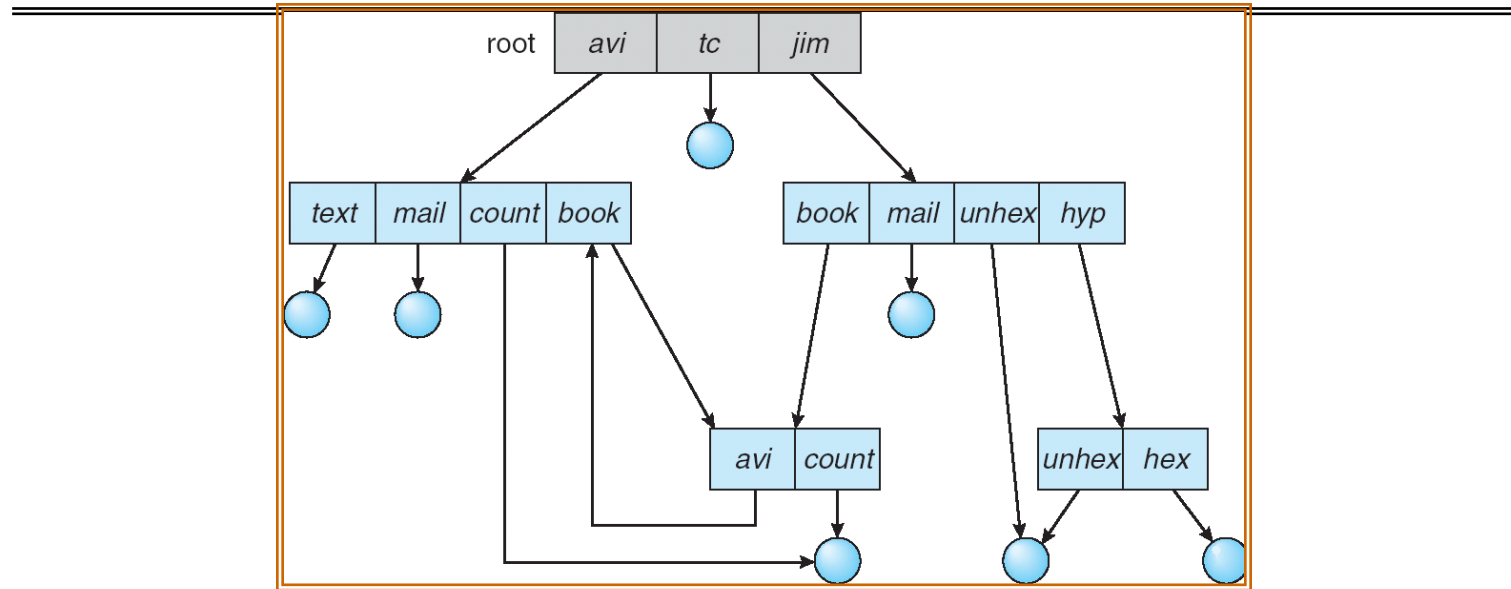 root avi tc jim
text mail count book book mail unhex hyp
avi count unhex hex